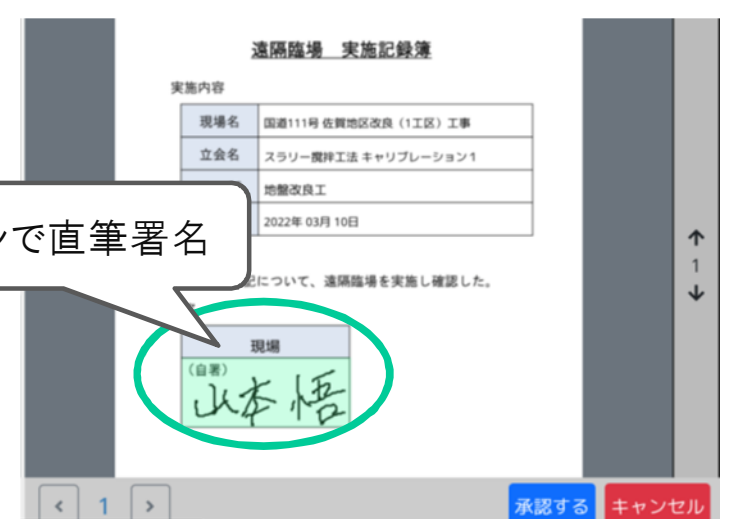 遠隔臨場 実施記録簿
実施内容
現場名 国道111号 佐賀地区改良（1工区）工事
立会名 スラリー攪拌工法 キャリブレーション1
地盤改良工
2022年 03月 10日
ンで直筆署名
記について、遠隔臨場を実施し確認した。
現場
（自署）
山本 悟
↑
1
↓
< 1 >
承認する キャンセル